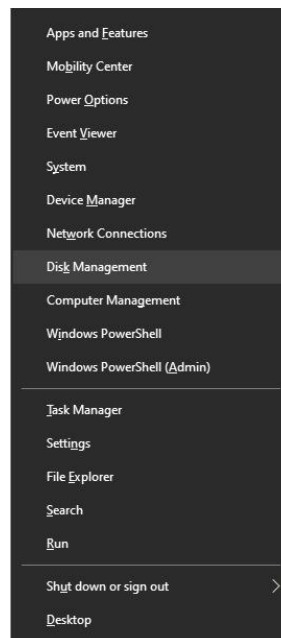 Apps and Features
Mobility Center
Power Options
Event Viewer
System
Device Manager
Network Connections
Disk Management
Computer Management
Windows PowerShell
Windows PowerShell (Admin)
Task Manager
Settings
File Explorer
Search
Run
Shut down or sign out
Desktop